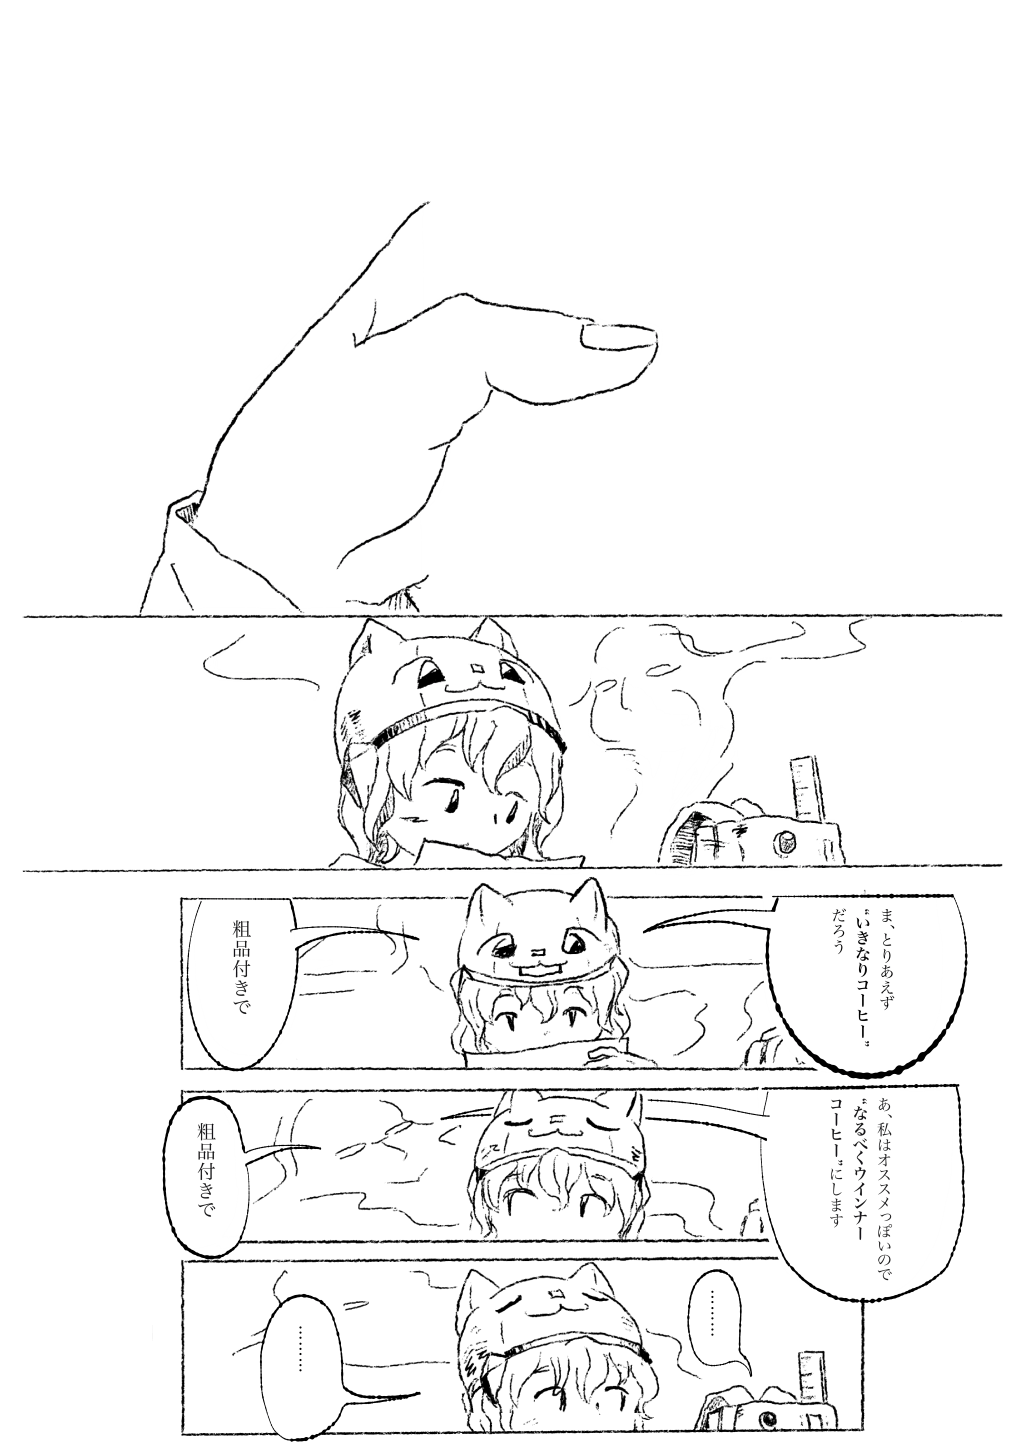 ま、とりあえず
〝いきなりコーヒー〟
だろう
粗品付きで
あ、私はオススメっぽいので
〝なるべくウインナー
コーヒー〟にします
粗品付きで
………
………